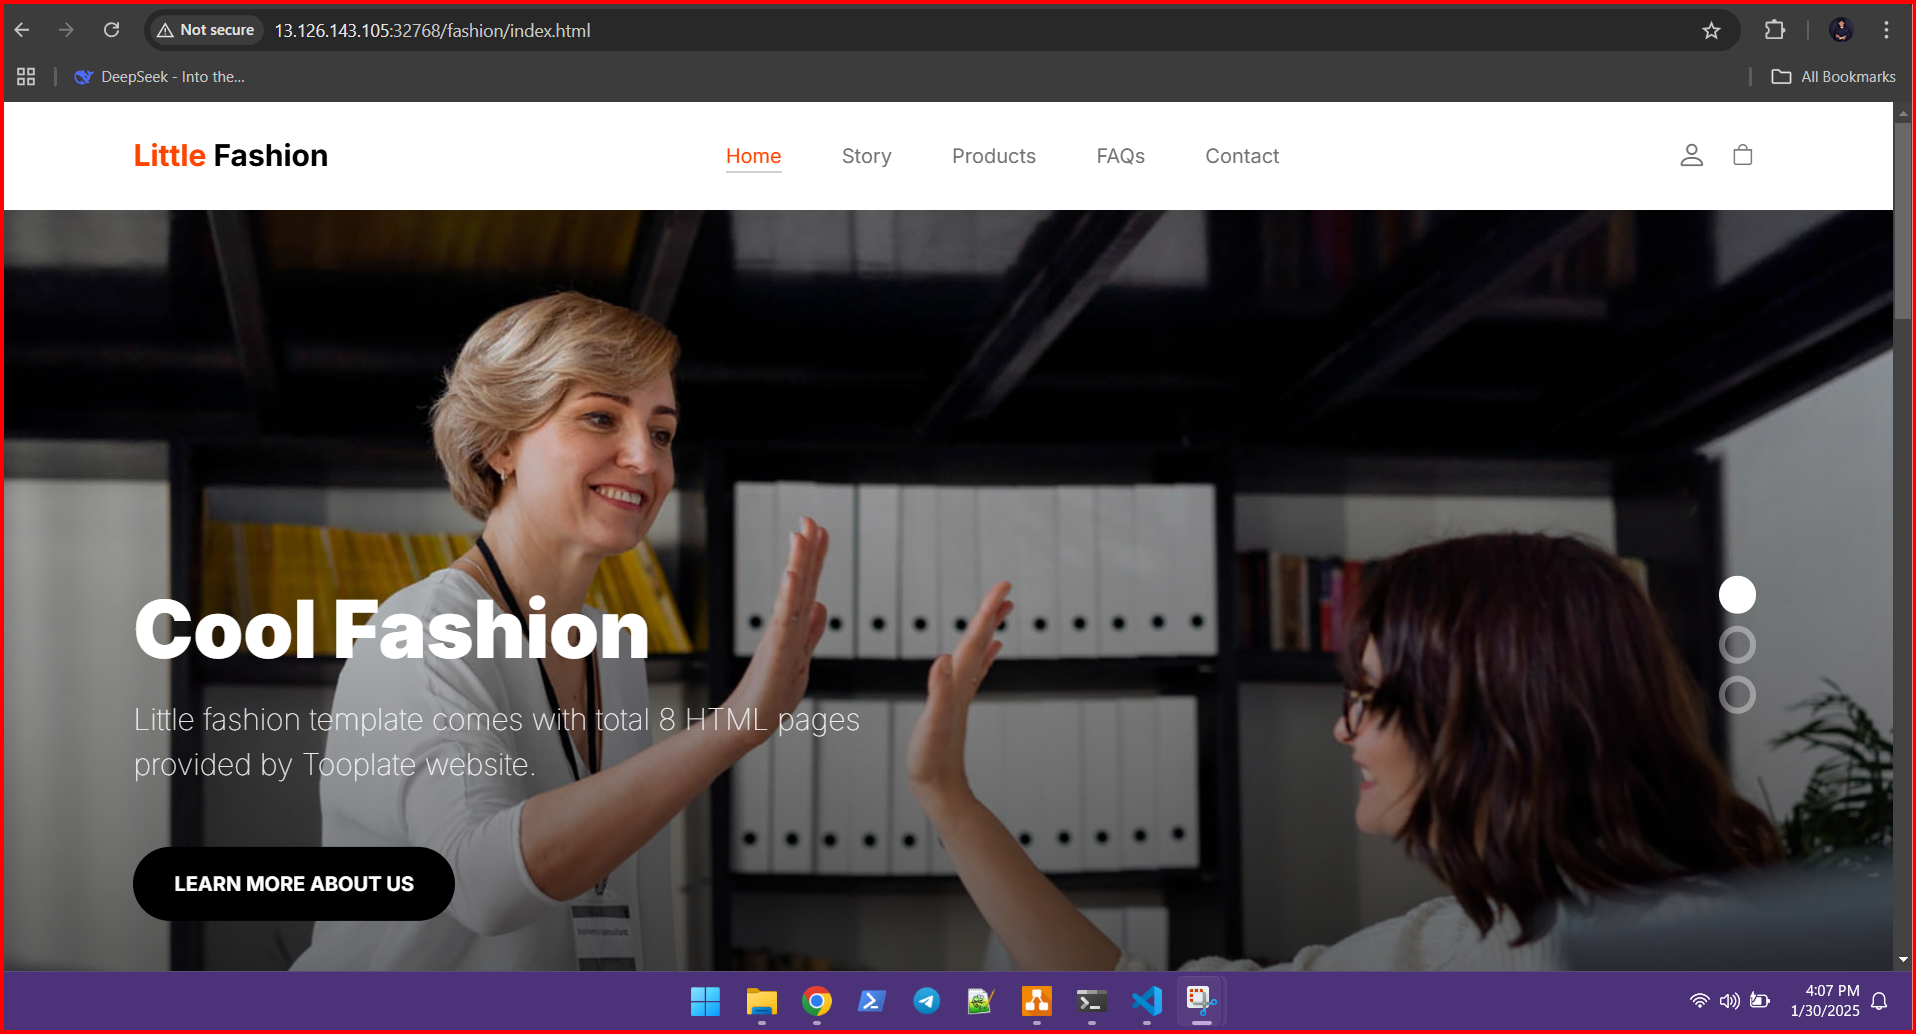 Not secure
13.126.143.105:32768/fashion/index.html
DeepSeek - Into the...
All Bookmarks
Little Fashion
Home
Story
Products
FAQs
Contact
Cool Fashion
Little fashion template comes with total 8 HTML pages
provided by Tooplate website.
LEARN MORE ABOUT US
business consultant
4:07 PM
1/30/2025